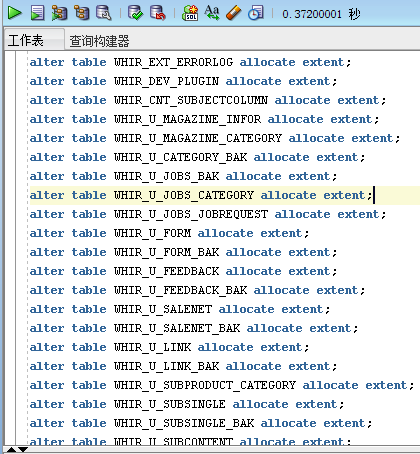 0.37200001 秒
工作表 查询构建器
alter table WHIR_EXT_ERRORLOG allocate extent;
alter table WHIR_DEV_PLUGIN allocate extent;
alter table WHIR_CNT_SUBJECTCOLUMN allocate extent;
alter table WHIR_U_MAGAZINE_INFOR allocate extent;
alter table WHIR_U_MAGAZINE_CATEGORY allocate extent;
alter table WHIR_U_CATEGORY_BAK allocate extent;
alter table WHIR_U_JOBS_BAK allocate extent;
alter table WHIR_U_JOBS_CATEGORY allocate extent;
alter table WHIR_U_JOBS_JOBREQUEST allocate extent;
alter table WHIR_U_FORM allocate extent;
alter table WHIR_U_FORM_BAK allocate extent;
alter table WHIR_U_FEEDBACK allocate extent;
alter table WHIR_U_FEEDBACK_BAK allocate extent;
alter table WHIR_U_SALENET allocate extent;
alter table WHIR_U_SALENET_BAK allocate extent;
alter table WHIR_U_LINK allocate extent;
alter table WHIR_U_LINK_BAK allocate extent;
alter table WHIR_U_SUBPRODUCT_CATEGORY allocate extent;
alter table WHIR_U_SUBSINGLE allocate extent;
alter table WHIR_U_SUBSINGLE_BAK allocate extent;
alter table WHIR_U_SUBCONTENT allocate extent;